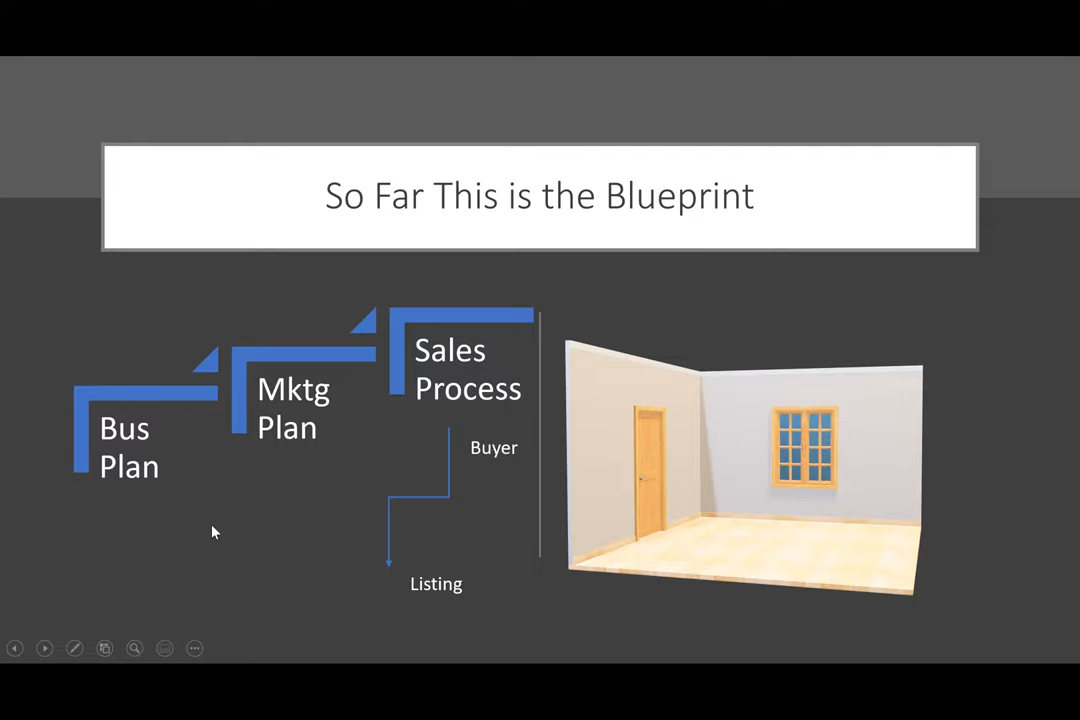 So Far This is the Blueprint
Bus
Plan
Mktg
Plan
Sales
Process
Buyer
Listing